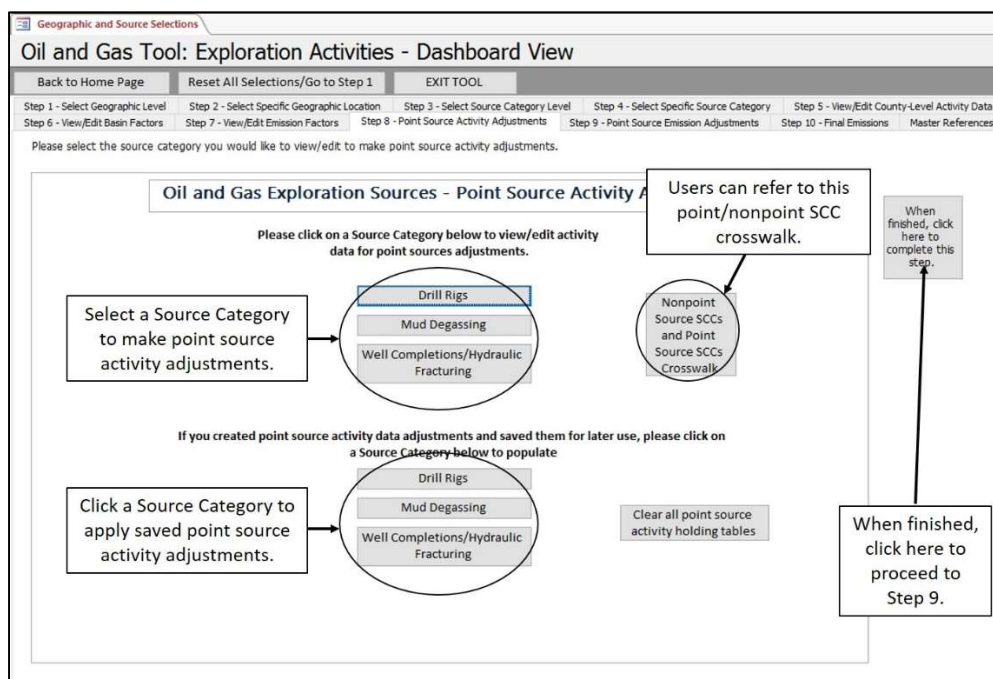 Geographic and Source Selections
Oil and Gas Tool: Exploration Activities - Dashboard View
Back to Home Page
Reset All Selections/Go to Step 1
EXIT TOOL
Step 1 - Select Geographic Level
Step 2 - Select Specific Geographic Location
Step 3 - Select Source Category Level
Step 4 - Select Specific Source Category
Step 5 - View/Edit County-Level Activity Data
Step 6 - View/Edit Basin Factors
Step 7 - View/Edit Emission Factors
Step 8 - Point Source Activity Adjustments
Step 9 - Point Source Emission Adjustments
Step 10 - Final Emissions
Master References
Please select the source category you would like to view/edit to make point source activity adjustments.
Oil and Gas Exploration Sources - Point Source Activity A
Users can refer to this
point/nonpoint SCC
crosswalk.
When
finished, click
here to
complete this
step.
Please click on a Source Category below to view/edit activity
data for point sources adjustments.
Select a Source Category
to make point source
activity adjustments.
Drill Rigs
Mud Degassing
Well Completions/Hydraulic
Fracturing
Nonpoint
Source SCCs
and Point
Source SCCs
Crosswalk
If you created point source activity data adjustments and saved them for later use, please click on
a Source Category below to populate
Click a Source Category to
apply saved point source
activity adjustments.
Drill Rigs
Mud Degassing
Well Completions/Hydraulic
Fracturing
Clear all point source
activity holding tables
When finished,
click here to
proceed to
Step 9.